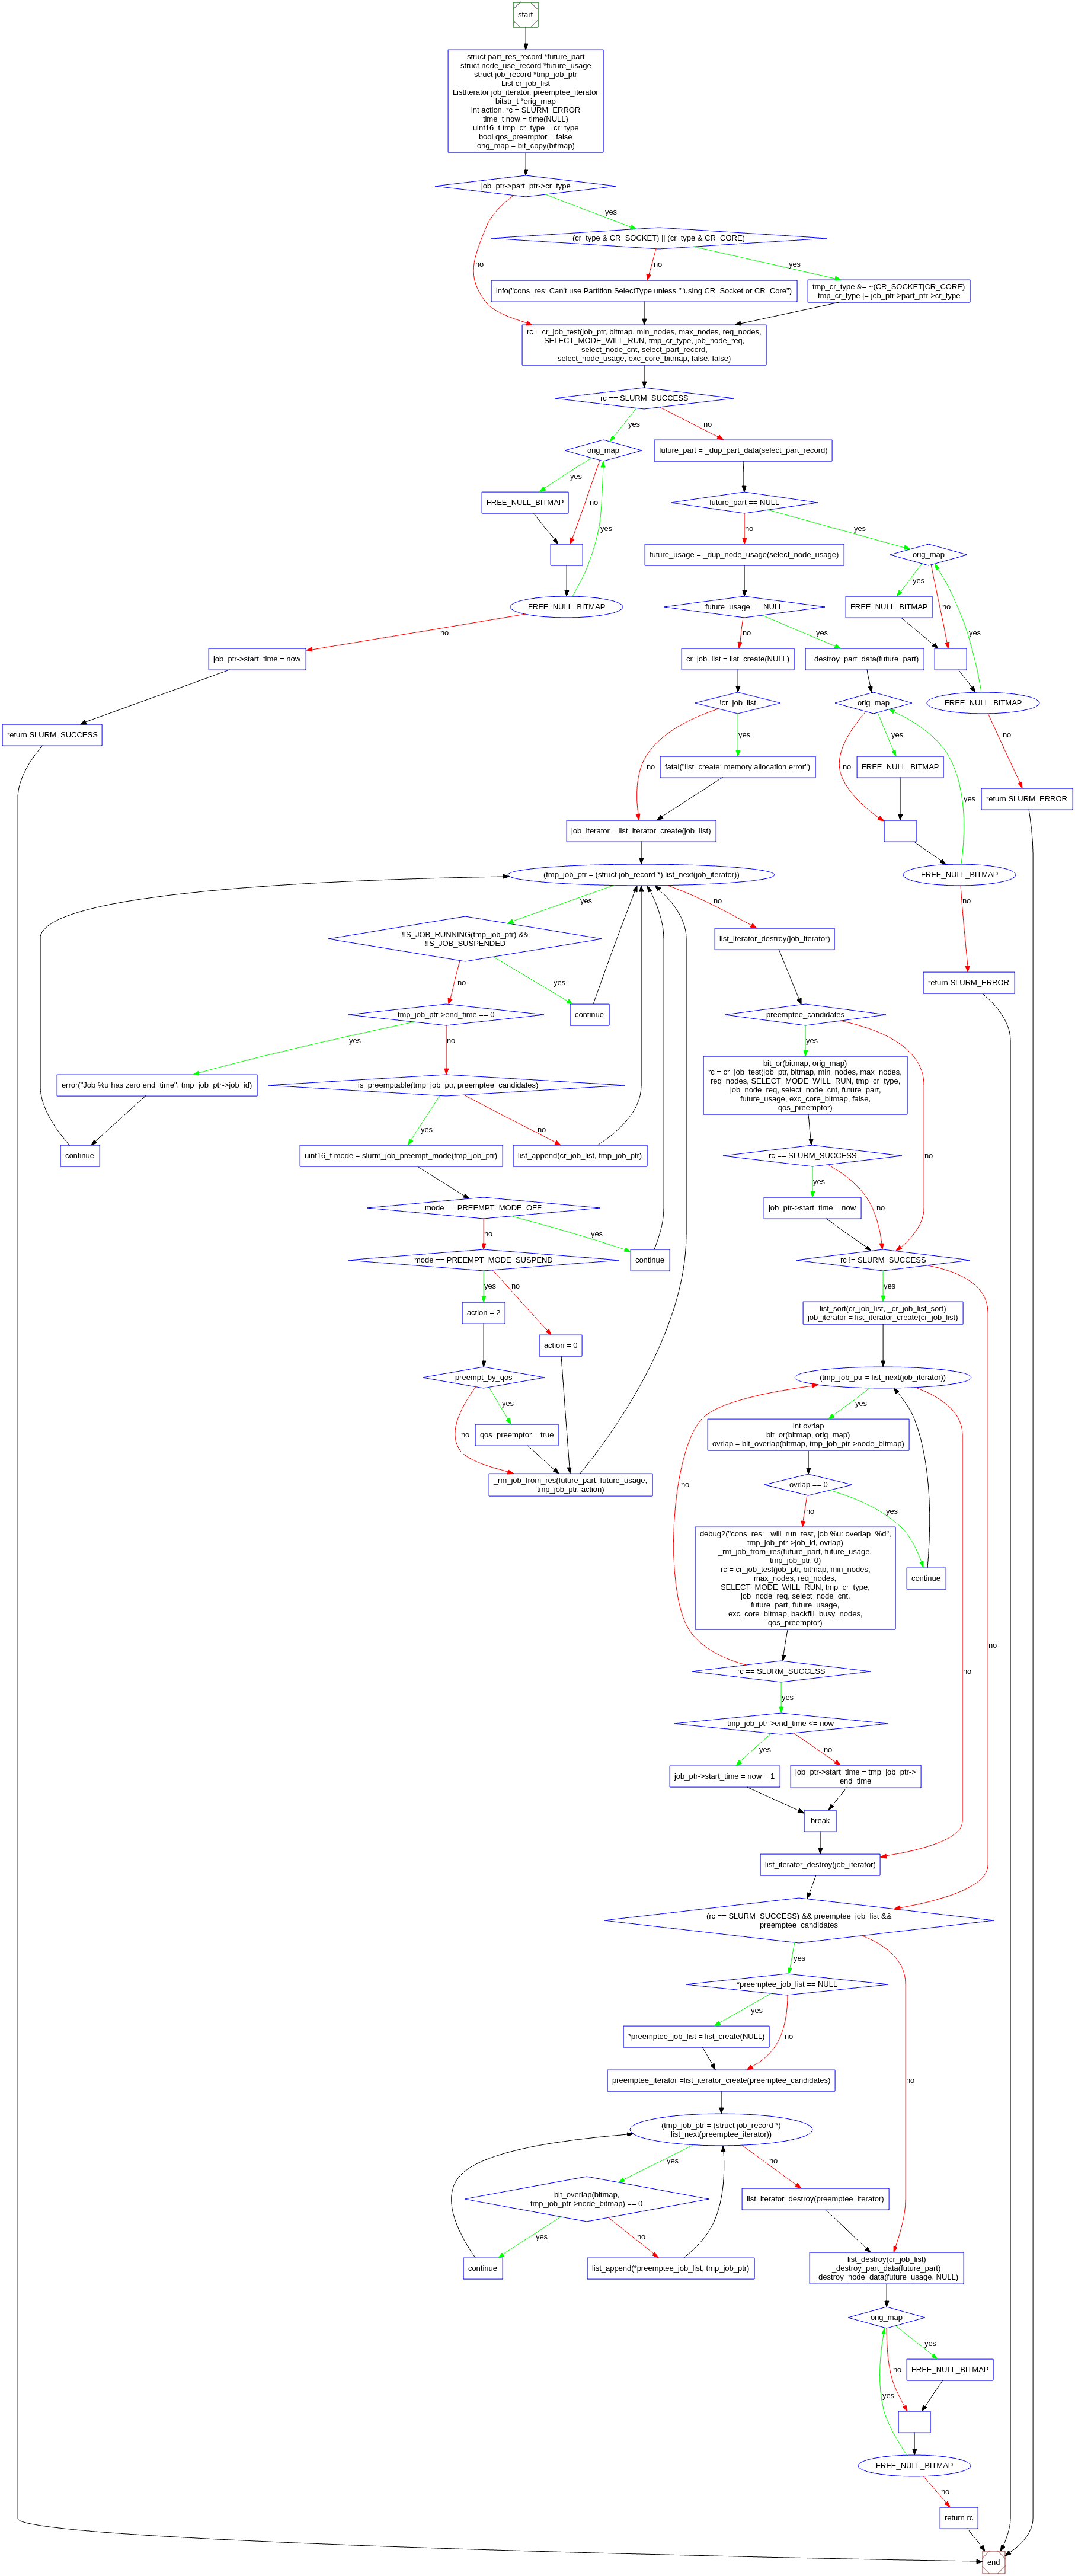 start
struct part_res_record *future_part
struct node_use_record *future_usage
struct job_record *tmp_job_ptr
List cr_job_list
ListIterator job_iterator, preemptee_iterator
bitstr_t *orig_map
int action, rc = SLURM_ERROR
time_t now = time(NULL)
uint16_t tmp_cr_type = cr_type
bool qos_preemptor = false
orig_map = bit_copy(bitmap)
job_ptr->part_ptr->cr_type
yes
(cr_type & CR_SOCKET) || (cr_type & CR_CORE)
no
no
yes
info("cons_res: Can't use Partition SelectType unless ""using CR_Socket or CR_Core")
tmp_cr_type &= ~(CR_SOCKET|CR_CORE)
tmp_cr_type |= job_ptr->part_ptr->cr_type
rc = cr_job_test(job_ptr, bitmap, min_nodes, max_nodes, req_nodes,
SELECT_MODE_WILL_RUN, tmp_cr_type, job_node_req,
select_node_cnt, select_part_record,
select_node_usage, exc_core_bitmap, false, false)
rc == SLURM_SUCCESS
yes
no
orig_map
future_part = _dup_part_data(select_part_record)
yes
FREE_NULL_BITMAP
no
future_part == NULL
yes
no
yes
future_usage = _dup_node_usage(select_node_usage)
orig_map
yes
FREE_NULL_BITMAP
future_usage == NULL
FREE_NULL_BITMAP
no
yes
no
no
yes
job_ptr->start_time = now
cr_job_list = list_create(NULL)
_destroy_part_data(future_part)
!cr_job_list
orig_map
FREE_NULL_BITMAP
return SLURM_SUCCESS
yes
yes
no
no
no
fatal("list_create: memory allocation error")
FREE_NULL_BITMAP
yes
return SLURM_ERROR
job_iterator = list_iterator_create(job_list)
(tmp_job_ptr = (struct job_record *) list_next(job_iterator))
FREE_NULL_BITMAP
yes
no
no
!IS_JOB_RUNNING(tmp_job_ptr) &&
!IS_JOB_SUSPENDED
list_iterator_destroy(job_iterator)
no
yes
return SLURM_ERROR
tmp_job_ptr->end_time == 0
continue
preemptee_candidates
yes
no
yes
error("Job %u has zero end_time", tmp_job_ptr->job_id)
_is_preemptable(tmp_job_ptr, preemptee_candidates)
bit_or(bitmap, orig_map)
rc = cr_job_test(job_ptr, bitmap, min_nodes, max_nodes,
req_nodes, SELECT_MODE_WILL_RUN, tmp_cr_type,
job_node_req, select_node_cnt, future_part,
future_usage, exc_core_bitmap, false,
qos_preemptor)
yes
no
continue
uint16_t mode = slurm_job_preempt_mode(tmp_job_ptr)
list_append(cr_job_list, tmp_job_ptr)
rc == SLURM_SUCCESS
no
yes
mode == PREEMPT_MODE_OFF
job_ptr->start_time = now
no
no
yes
mode == PREEMPT_MODE_SUSPEND
continue
rc != SLURM_SUCCESS
yes
no
yes
action = 2
list_sort(cr_job_list, _cr_job_list_sort)
job_iterator = list_iterator_create(cr_job_list)
action = 0
preempt_by_qos
(tmp_job_ptr = list_next(job_iterator))
yes
yes
no
qos_preemptor = true
int ovrlap
bit_or(bitmap, orig_map)
ovrlap = bit_overlap(bitmap, tmp_job_ptr->node_bitmap)
_rm_job_from_res(future_part, future_usage,
tmp_job_ptr, action)
no
ovrlap == 0
no
yes
debug2("cons_res: _will_run_test, job %u: overlap=%d",
tmp_job_ptr->job_id, ovrlap)
_rm_job_from_res(future_part, future_usage,
tmp_job_ptr, 0)
rc = cr_job_test(job_ptr, bitmap, min_nodes,
max_nodes, req_nodes,
SELECT_MODE_WILL_RUN, tmp_cr_type,
job_node_req, select_node_cnt,
future_part, future_usage,
exc_core_bitmap, backfill_busy_nodes,
qos_preemptor)
continue
no
rc == SLURM_SUCCESS
no
yes
tmp_job_ptr->end_time <= now
yes
no
job_ptr->start_time = now + 1
job_ptr->start_time = tmp_job_ptr->
end_time
break
list_iterator_destroy(job_iterator)
(rc == SLURM_SUCCESS) && preemptee_job_list &&
preemptee_candidates
yes
*preemptee_job_list == NULL
yes
*preemptee_job_list = list_create(NULL)
no
preemptee_iterator =list_iterator_create(preemptee_candidates)
no
(tmp_job_ptr = (struct job_record *)
list_next(preemptee_iterator))
yes
no
bit_overlap(bitmap,
tmp_job_ptr->node_bitmap) == 0
list_iterator_destroy(preemptee_iterator)
yes
no
continue
list_append(*preemptee_job_list, tmp_job_ptr)
list_destroy(cr_job_list)
_destroy_part_data(future_part)
_destroy_node_data(future_usage, NULL)
orig_map
yes
no
FREE_NULL_BITMAP
yes
FREE_NULL_BITMAP
no
return rc
end